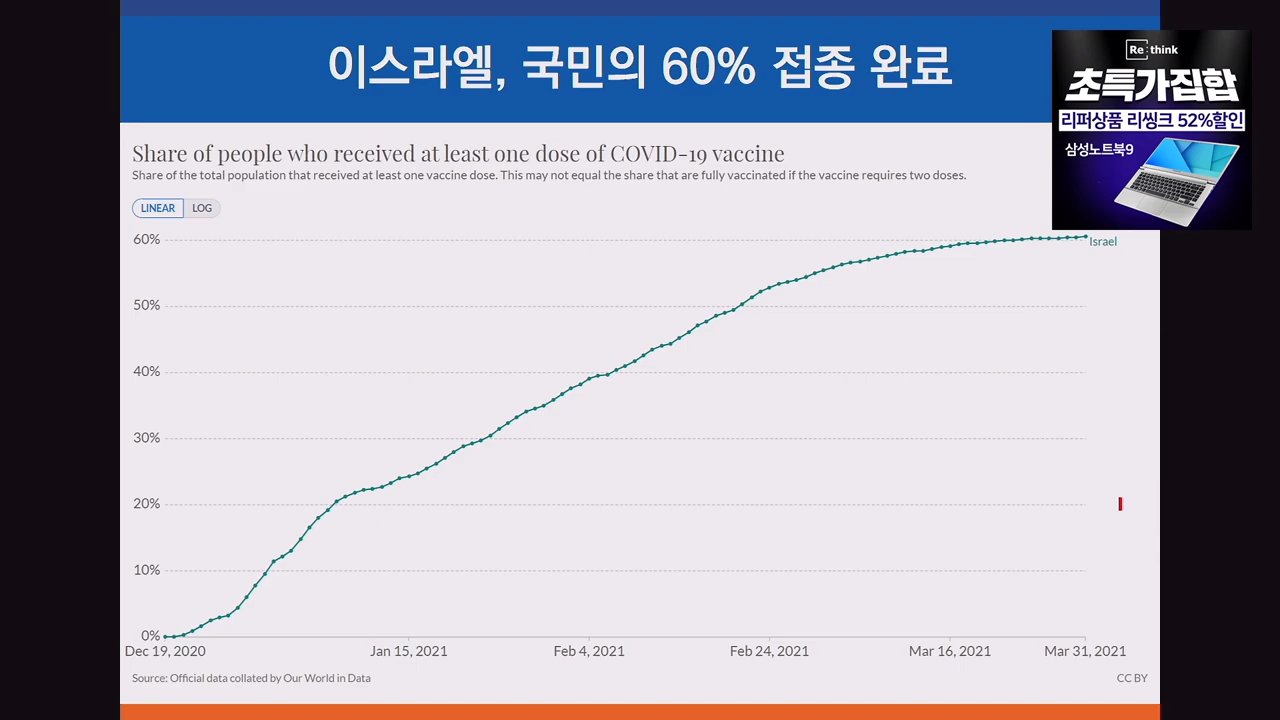 이스라엘, 국민의 60% 접종 완료
Re:think
초특가집합
리퍼상품 리씽크 52%할인
삼성노트북9
Share of people who received at least one dose of COVID-19 vaccine
Share of the total population that received at least one vaccine dose. This may not equal the share that are fully vaccinated if the vaccine requires two doses.
LINEAR LOG
60%
Israel
50%
40%
30%
20%
10%
0%
Dec 19, 2020 Jan 15, 2021 Feb 4, 2021 Feb 24, 2021 Mar 16, 2021 Mar 31, 2021
Source: Official data collated by Our World in Data CC BY